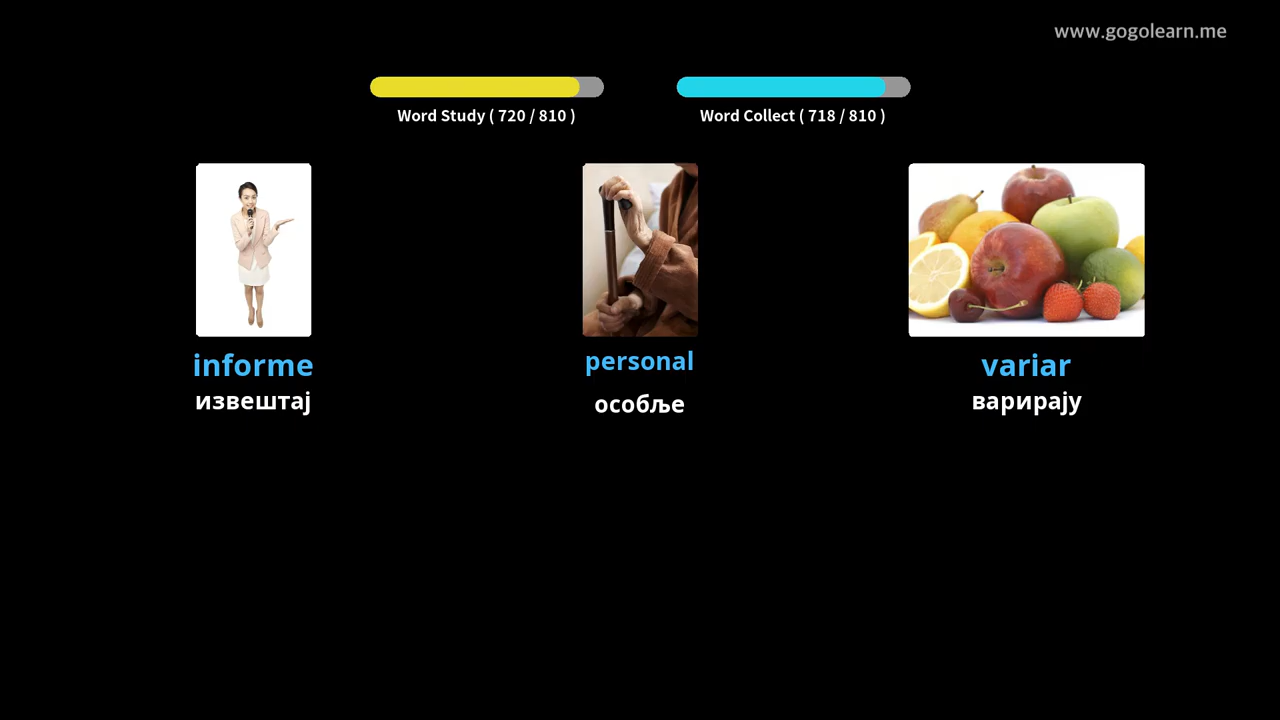 www.gogolearn.me
Word Study ( 720 / 810 )
Word Collect ( 718 / 810 )
informe
извештај
personal
особље
variar
варирају